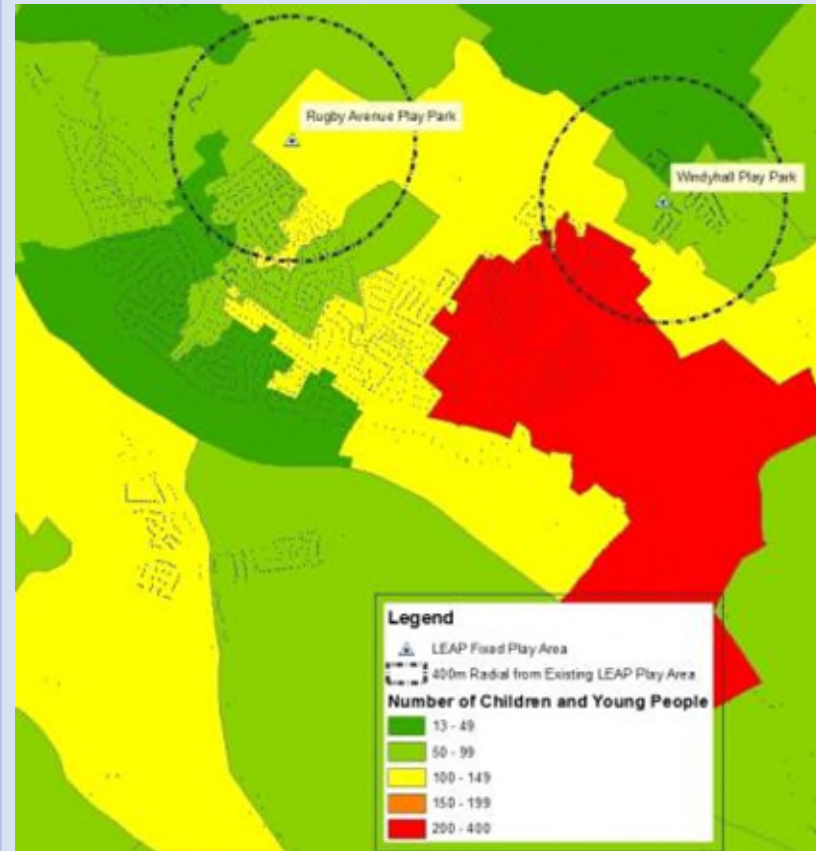 Rugby Avenue Play Park
Windyhall Play Park
Legend
LEAP Fixed Play Area
400m Radial from Existing LEAP Play Area
Number of Children and Young People
13 - 49
50 - 99
100 - 149
150 - 199
200 - 400